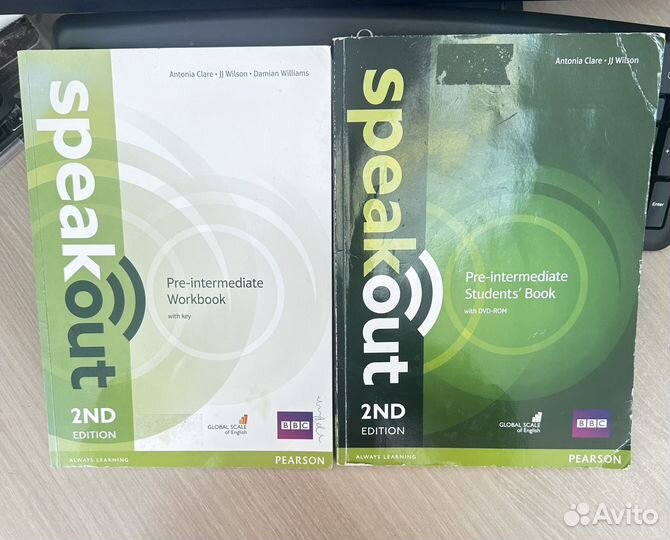 Antonia Clare • JJ Wilson • Damian Williams
speakout
Pre-intermediate
Workbook
with key
2ND
EDITION
GLOBAL SCALE
of English
BBC
ALWAYS LEARNING
PEARSON
Antonia Clare • JJ Wilson
speakout
Pre-intermediate
Students' Book
with DVD-ROM
2ND
EDITION
GLOBAL SCALE
of English
BBC
ALWAYS LEARNING
PEARSON
Enter
Avito